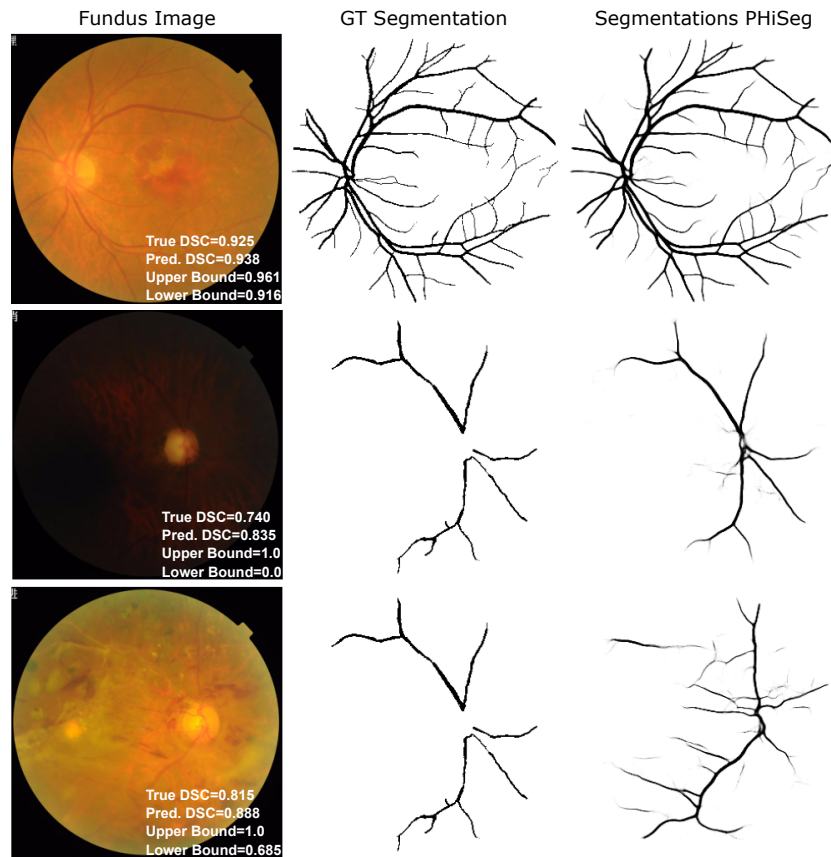 Fundus Image
GT Segmentation
Segmentations PHiSeg
True DSC=0.925
Pred. DSC=0.938
Upper Bound=0.961
Lower Bound=0.916
True DSC=0.740
Pred. DSC=0.835
Upper Bound=1.0
Lower Bound=0.0
True DSC=0.815
Pred. DSC=0.888
Upper Bound=1.0
Lower Bound=0.685